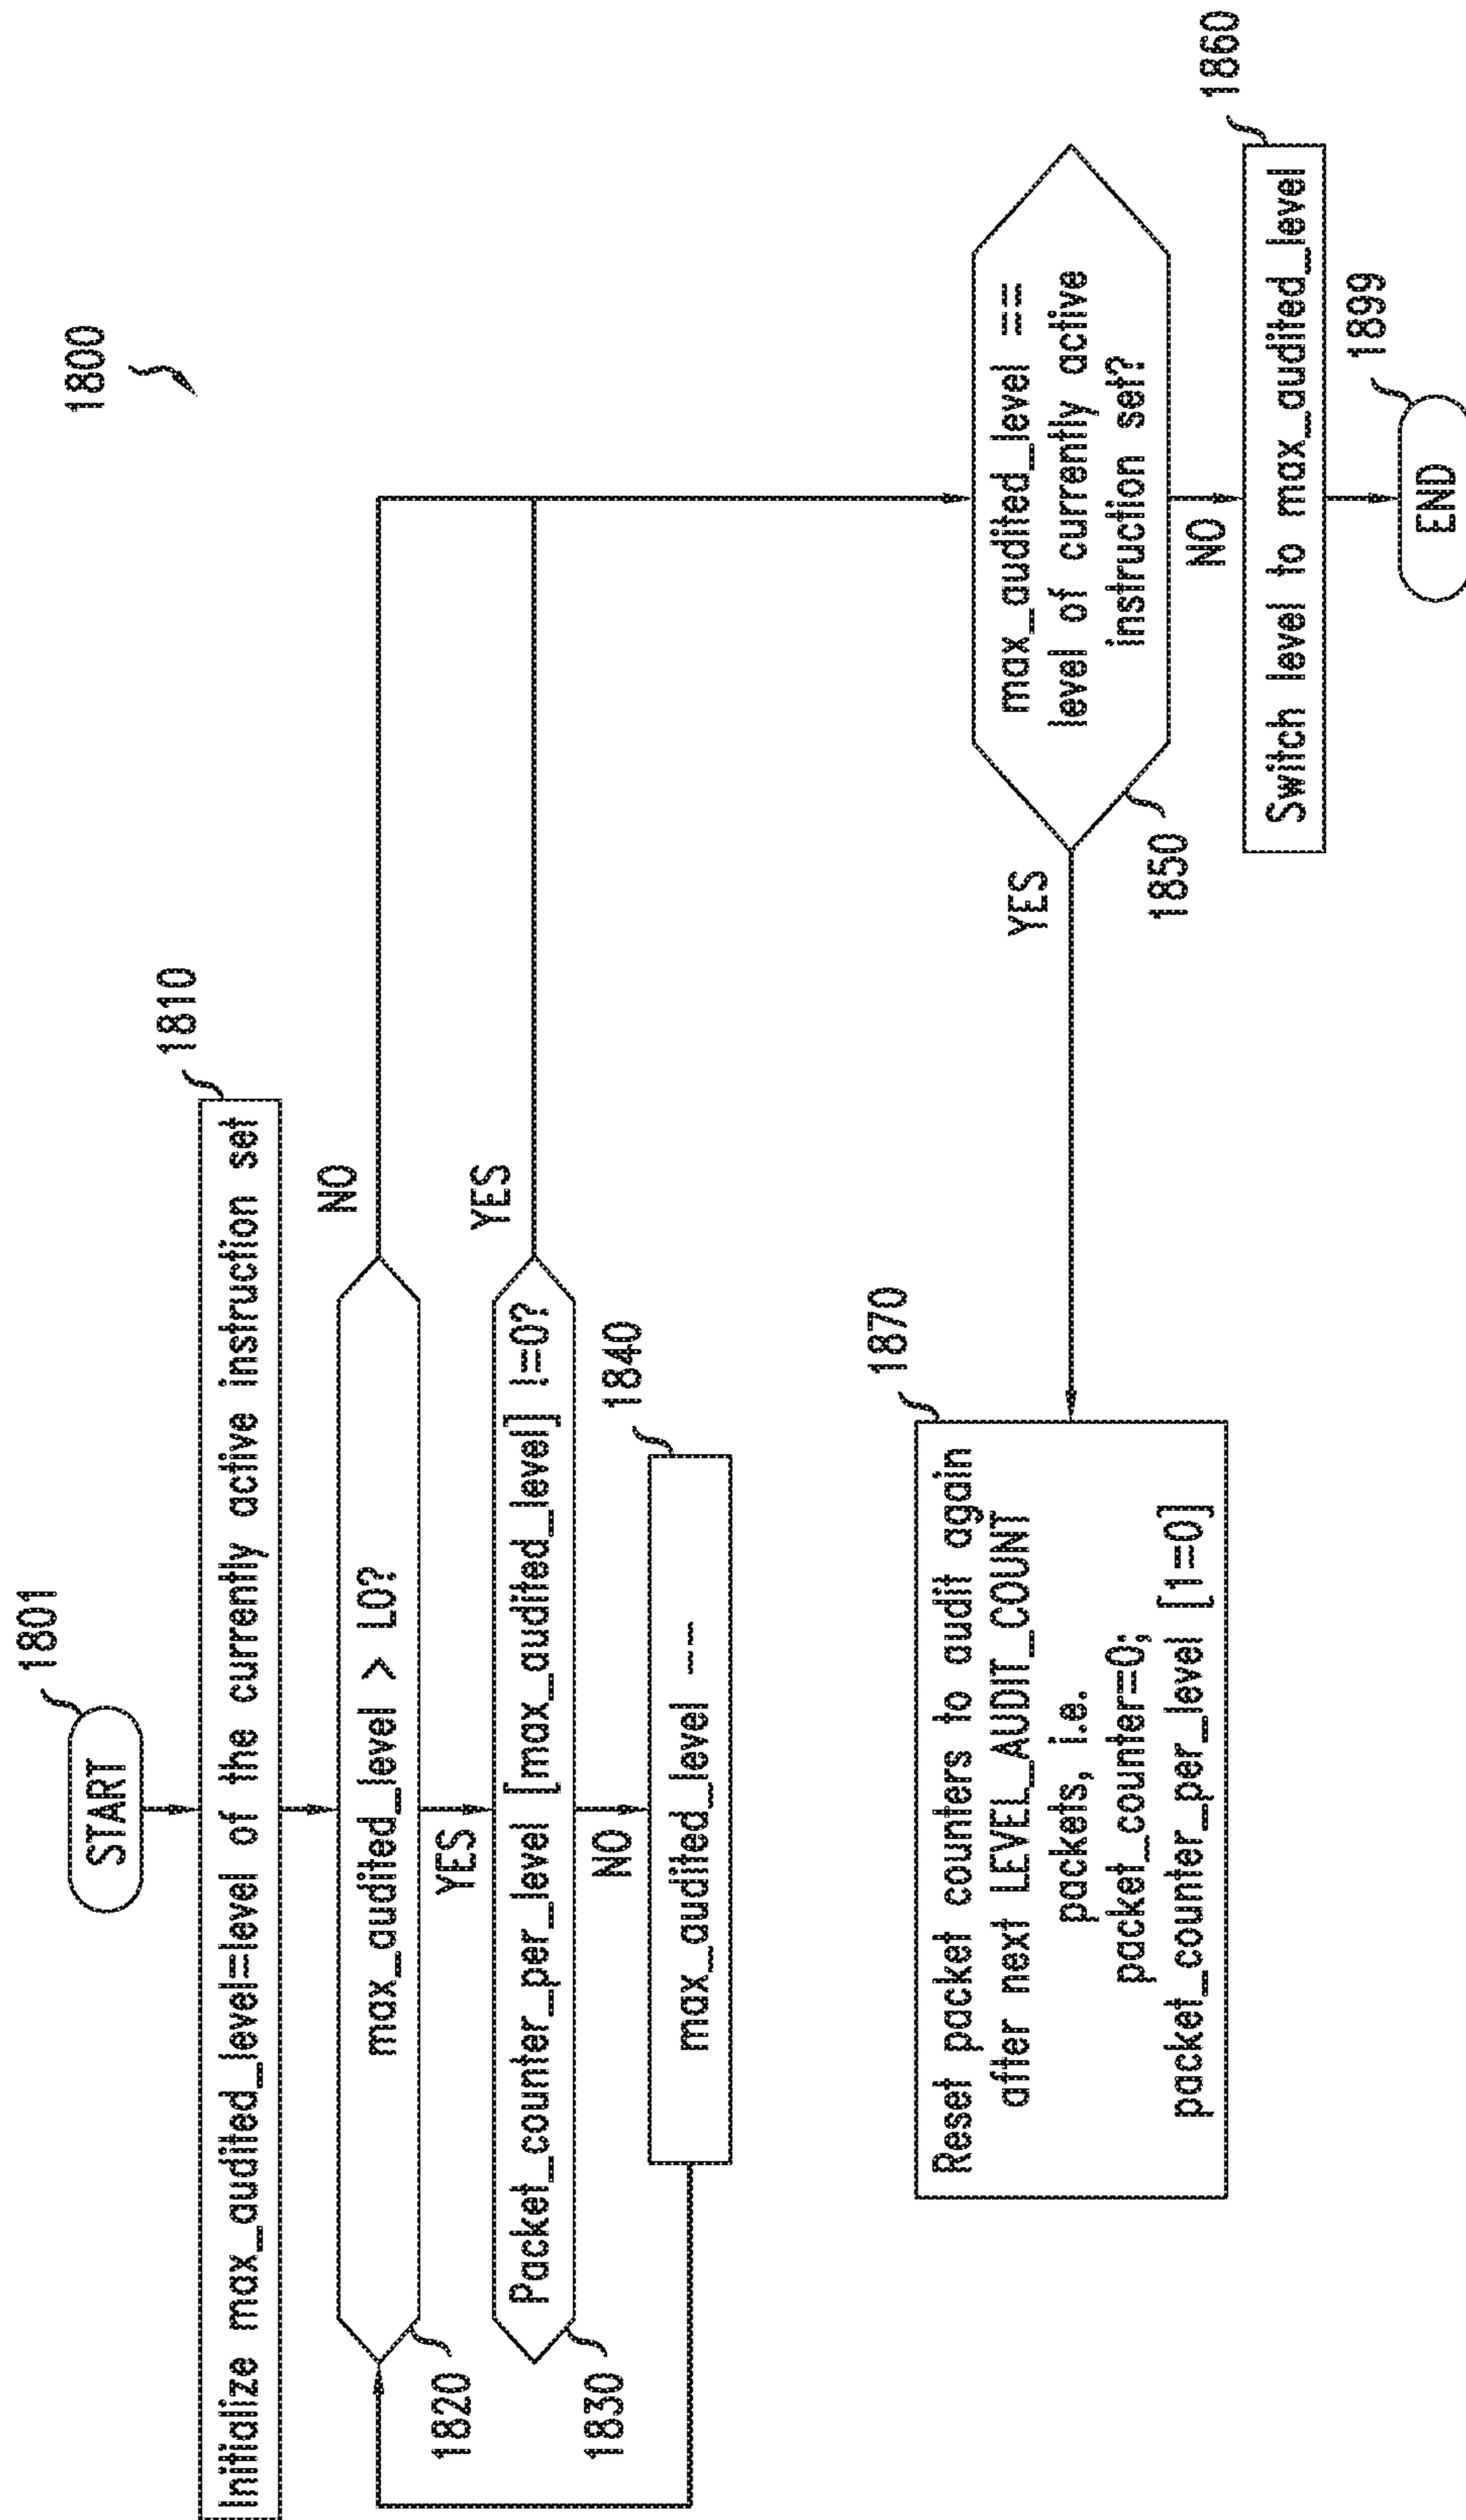 1800
1801
START
1810
Initialize max_audited_level=level of the currently active instruction set
1820
max_audited_level > L0?
NO
YES
1830
Packet_counter_per_level [max_audited_level] !=0?
YES
NO
1840
max_audited_level --
1850
max_audited_level ==
level of currently active
instruction set?
YES
NO
1860
Switch level to max_audited_level
1899
END
1870
Reset packet counters to audit again
after next LEVEL_AUDIT_COUNT
packets, i.e.
packet_counter=0;
packet_counter_per_level [1=0]